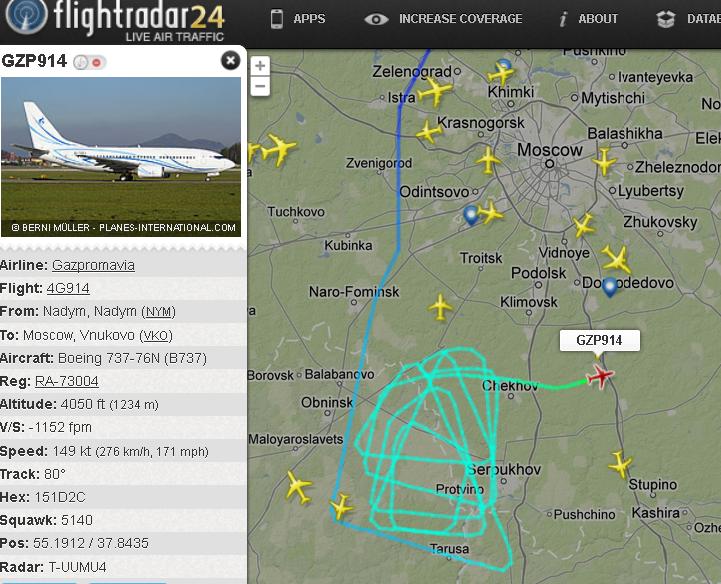 flightradar24
LIVE AIR TRAFFIC
APPS
INCREASE COVERAGE
ABOUT
GZP914
© BERNI MÜLLER - PLANES-INTERNATIONAL.COM
Airline: Gazpromavia
Flight: 4G914
From: Nadym, Nadym (NYM)
To: Moscow, Vnukovo (VKO)
Aircraft: Boeing 737-76N (B737)
Reg: RA-73004
Altitude: 4050 ft (1234 m)
V/S: -1152 fpm
Speed: 149 kt (276 km/h, 171 mph)
Track: 80°
Hex: 151D2C
Squawk: 5140
Pos: 55.1912 / 37.8435
Radar: T-UUMU4
+
−
Pushkino
Zelenograd
Ivanteyevka
Istra
Khimki
Mytishchi
Krasnogorsk
Balashikha
Moscow
Zvenigorod
Odintsovo
Lyubertsy
Tuchkovo
Zhukovsky
Kubinka
Vidnoye
Troitsk
Podolsk
Naro-Fominsk
Klimovsk
GZP914
Borovsk
Balabanovo
Chekhov
Obninsk
Maloyaroslavets
Serpukhov
Protvino
Stupino
Pushchino
Kashira
Tarusa